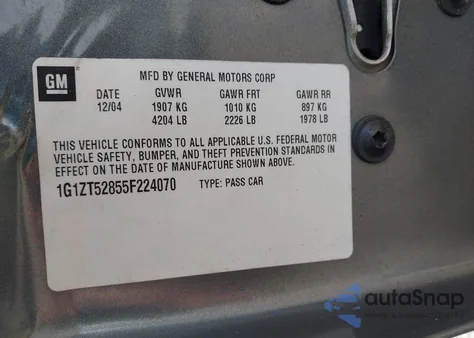 GM
MFD BY GENERAL MOTORS CORP
DATE GVWR GAWR FRT GAWR RR
12/04 1907 KG 1010 KG 897 KG
4204 LB 2226 LB 1978 LB
THIS VEHICLE CONFORMS TO ALL APPLICABLE U.S. FEDERAL MOTOR
VEHICLE SAFETY, BUMPER, AND THEFT PREVENTION STANDARDS IN
EFFECT ON THE DATE OF MANUFACTURE SHOWN ABOVE.
1G1ZT52855F224070 TYPE: PASS CAR
autoSnap